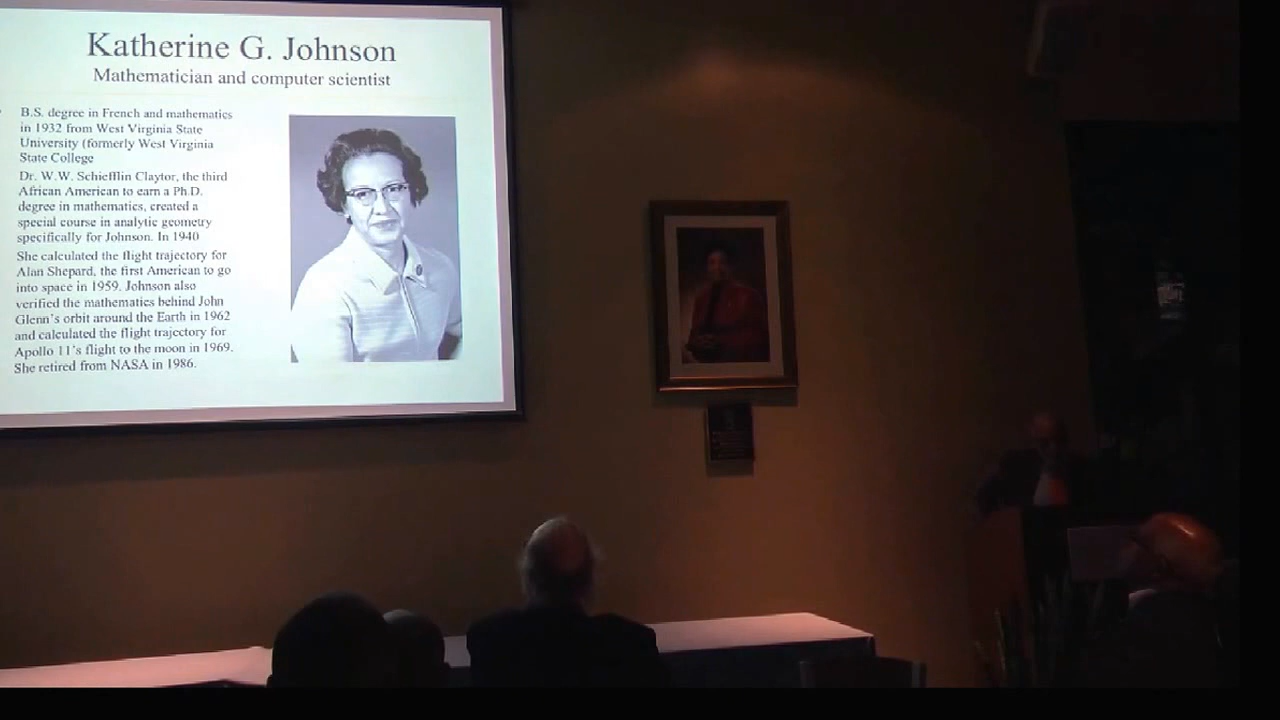 Katherine G. Johnson
Mathematician and computer scientist
B.S. degree in French and mathematics
in 1932 from West Virginia State
University (formerly West Virginia
State College
Dr. W.W. Schiefflin Claytor, the third
African American to earn a Ph.D.
degree in mathematics, created a
special course in analytic geometry
specifically for Johnson. In 1940
She calculated the flight trajectory for
Alan Shepard, the first American to go
into space in 1959. Johnson also
verified the mathematics behind John
Glenn's orbit around the Earth in 1962
and calculated the flight trajectory for
Apollo 11's flight to the moon in 1969.
She retired from NASA in 1986.